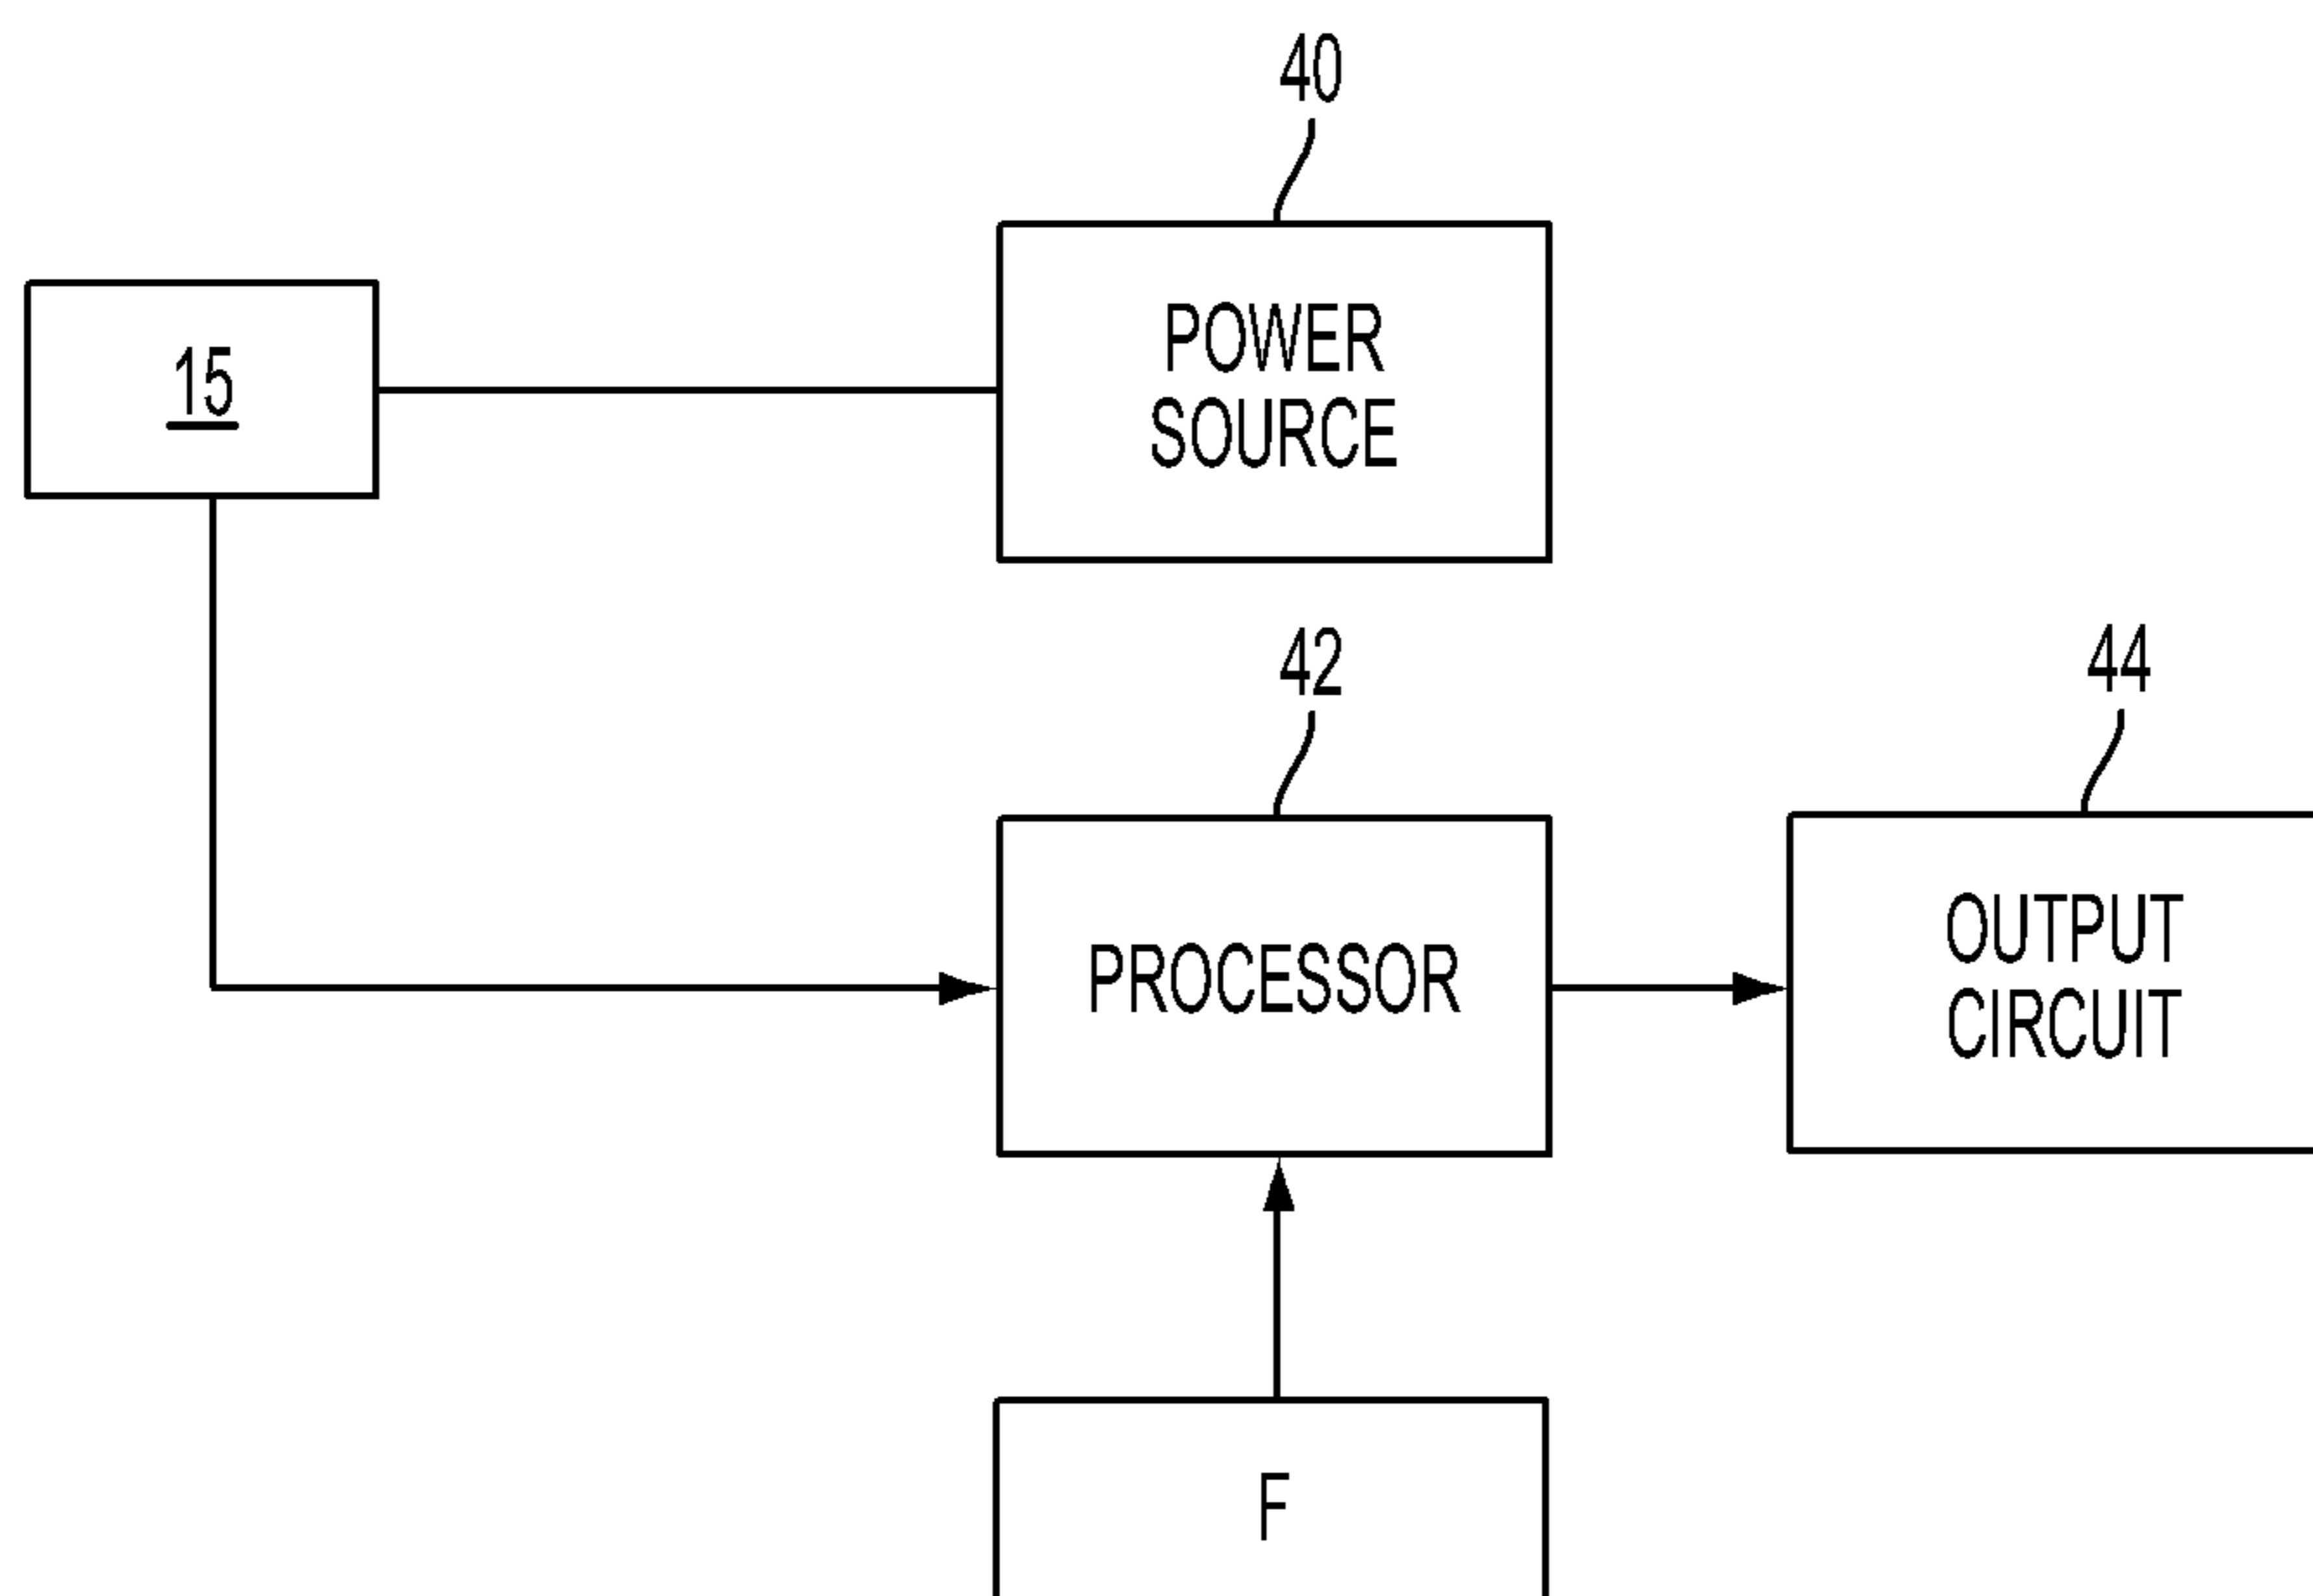 40
15
POWER
SOURCE
42
44
PROCESSOR
OUTPUT
CIRCUIT
F